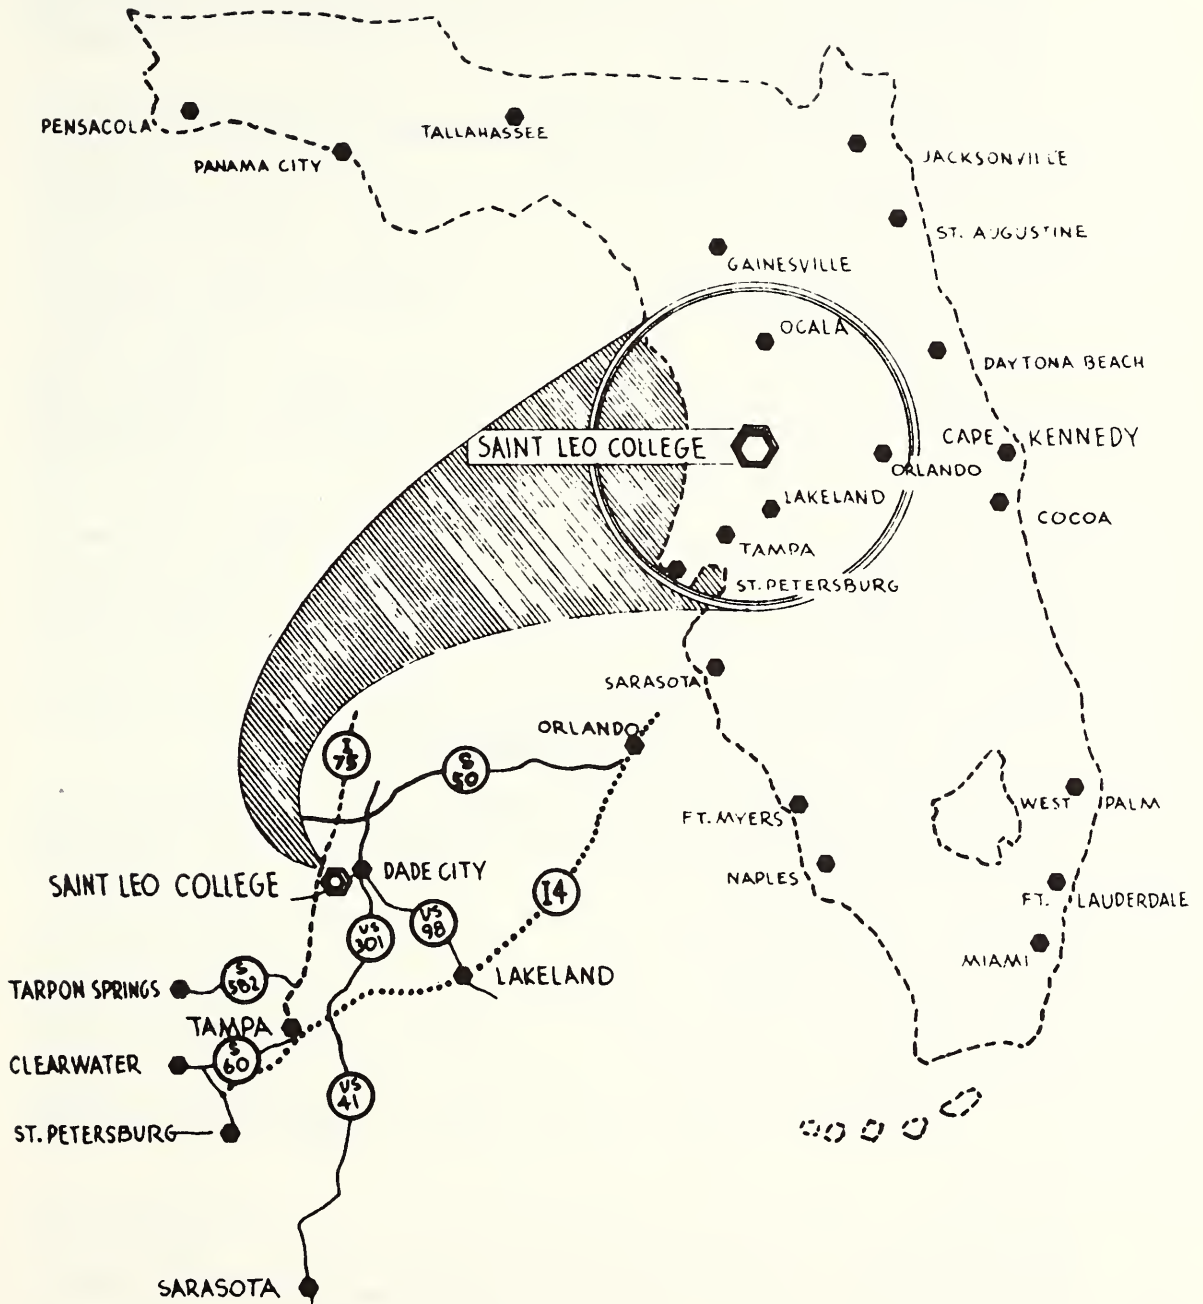 PENSACOLA
TALLAHASSEE
PANAMA CITY
JACKSONVILLE
ST. AUGUSTINE
GAINESVILLE
OCALA
DAYTONA BEACH
SAINT LEO COLLEGE
CAPE KENNEDY
ORLANDO
LAKELAND
COCOA
TAMPA
ST. PETERSBURG
SARASOTA
ORLANDO
I
75
S
50
WEST PALM
FT. MYERS
DADE CITY
NAPLES
SAINT LEO COLLEGE
I4
FT. LAUDERDALE
US
98
US
301
MIAMI
LAKELAND
S
582
TARPON SPRINGS
TAMPA
S
60
CLEARWATER
US
41
ST. PETERSBURG
SARASOTA